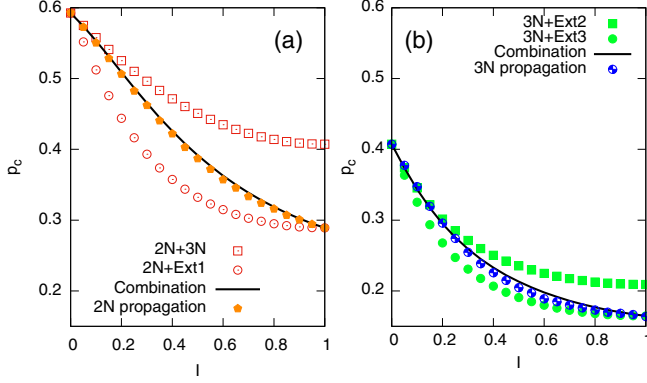 (a)
0.6
0.5
0.4
0.3
0.2
p_c
2N+3N
2N+Ext1
Combination
2N propagation
0 0.2 0.4 0.6 0.8 1
I
(b)
3N+Ext2
3N+Ext3
Combination
3N propagation
0.6
0.5
0.4
0.3
0.2
p_c
0 0.2 0.4 0.6 0.8 1
I